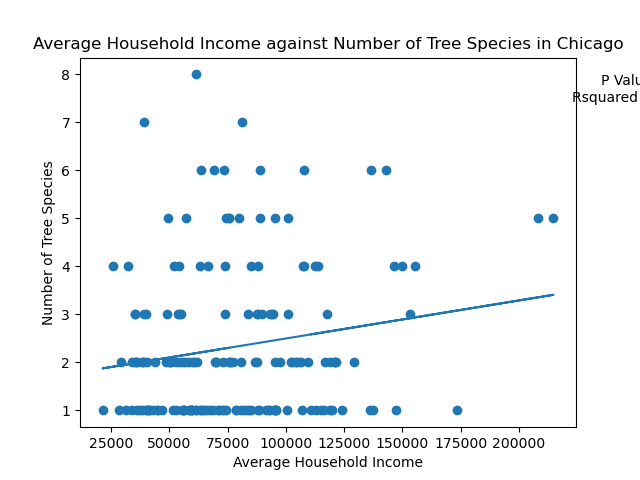 Average Household Income against Number of Tree Species in Chicago
P Valu
Rsquared
8
7
6
5
4
3
2
1
Number of Tree Species
25000 50000 75000 100000 125000 150000 175000 200000
Average Household Income